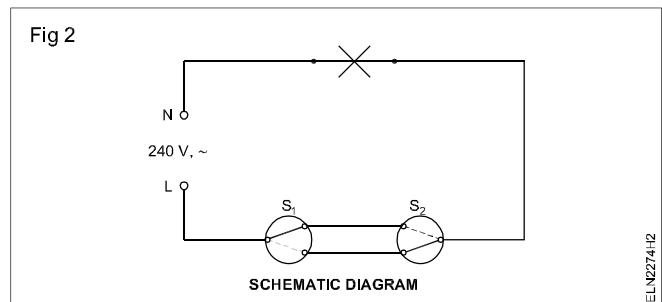 Fig 2
N
240 V, ~
L
S1
S2
SCHEMATIC DIAGRAM
ELN2274H2